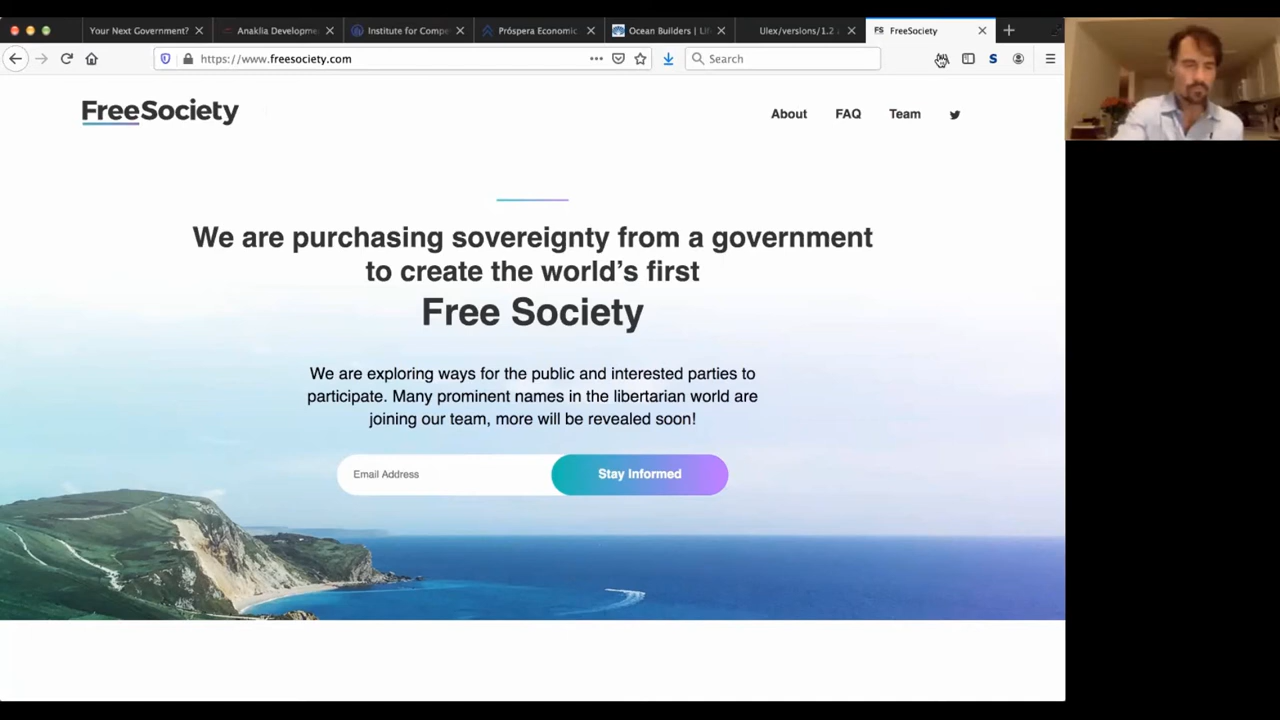 Your Next Government?
Anaklia Developme
Institute for Compe
Próspera Economic
Ocean Builders | Li
Ulex/versions/1.2
FS FreeSociety
https://www.freesociety.com
Search
S
FreeSociety
About
FAQ
Team
We are purchasing sovereignty from a government
to create the world's first
Free Society
We are exploring ways for the public and interested parties to
participate. Many prominent names in the libertarian world are
joining our team, more will be revealed soon!
Email Address
Stay Informed